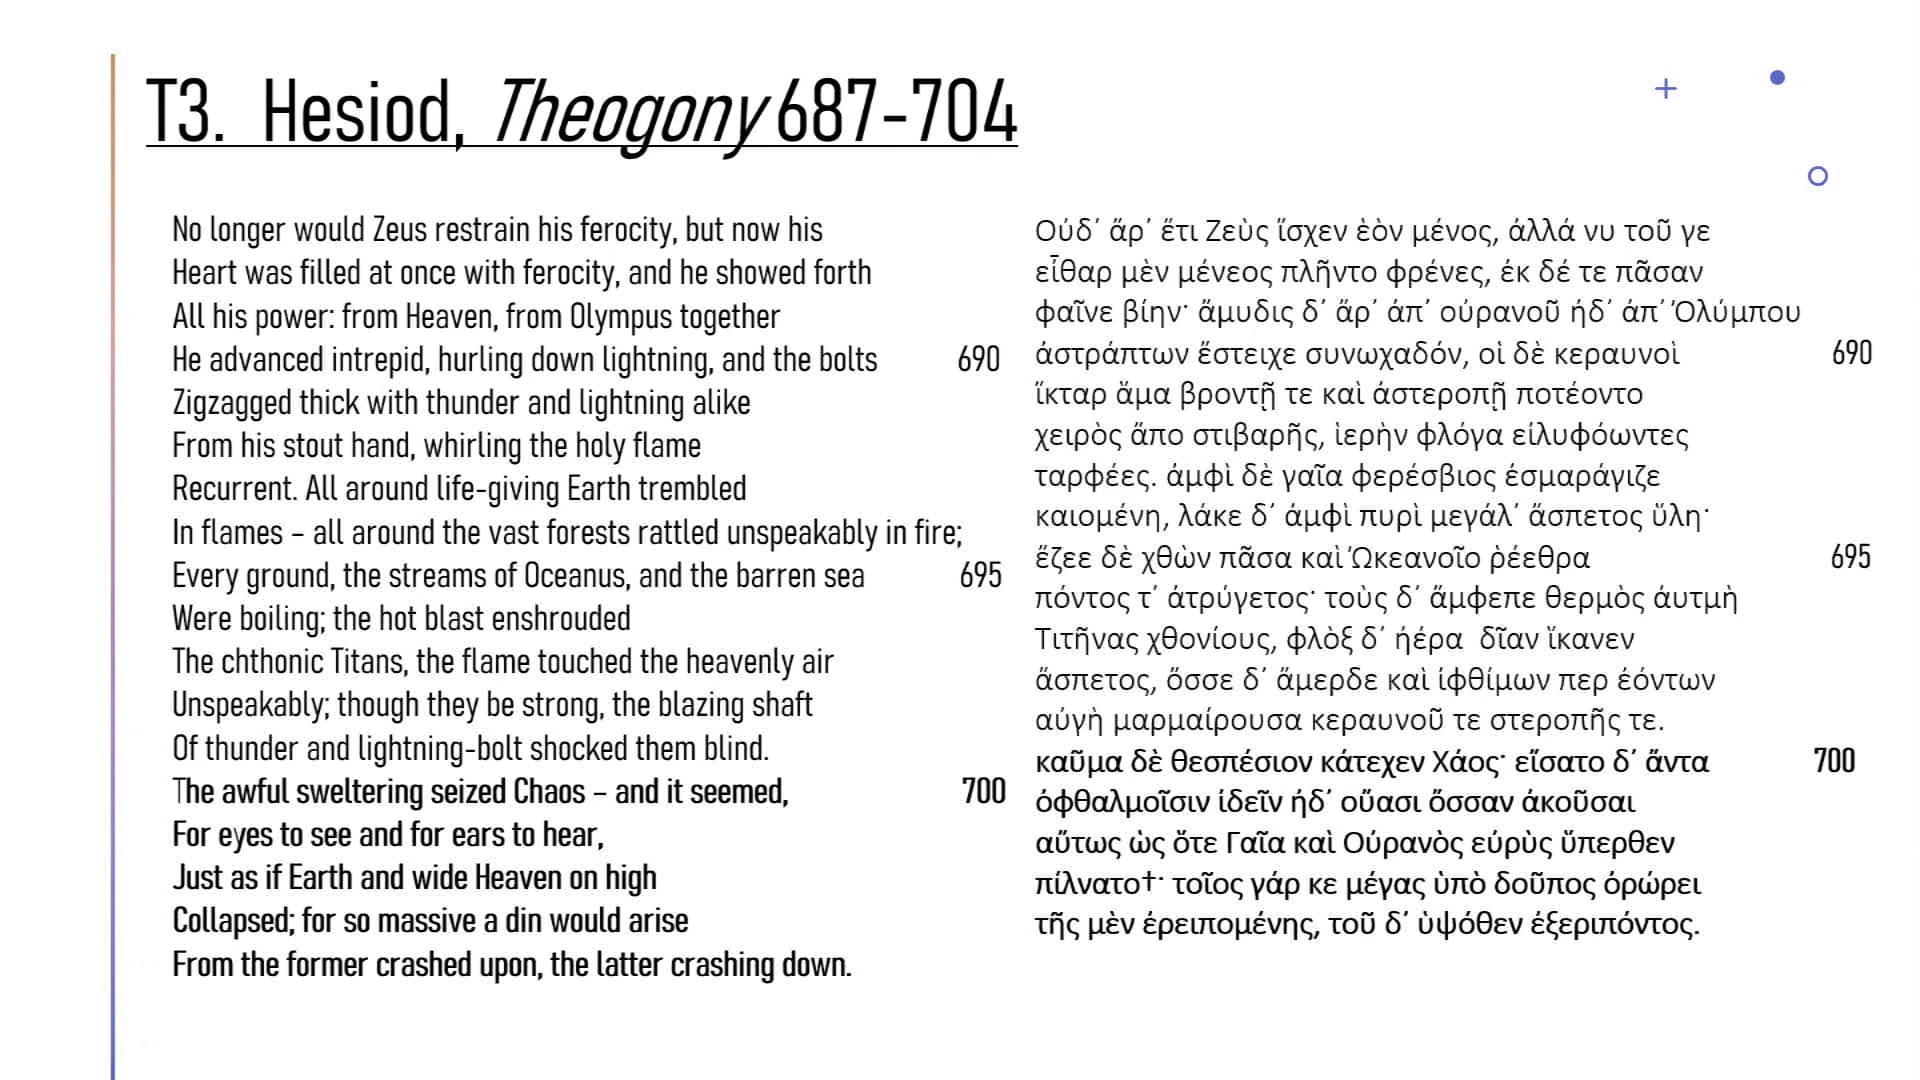 T3. Hesiod, Theogony 687-704
No longer would Zeus restrain his ferocity, but now his
Heart was filled at once with ferocity, and he showed forth
All his power: from Heaven, from Olympus together
He advanced intrepid, hurling down lightning, and the bolts 690
Zigzagged thick with thunder and lightning alike
From his stout hand, whirling the holy flame
Recurrent. All around life-giving Earth trembled
In flames – all around the vast forests rattled unspeakably in fire;
Every ground, the streams of Oceanus, and the barren sea 695
Were boiling; the hot blast enshrouded
The chthonic Titans, the flame touched the heavenly air
Unspeakably; though they be strong, the blazing shaft
Of thunder and lightning-bolt shocked them blind.
The awful sweltering seized Chaos – and it seemed, 700
For eyes to see and for ears to hear,
Just as if Earth and wide Heaven on high
Collapsed; for so massive a din would arise
From the former crashed upon, the latter crashing down.
Οὐδ᾽ ἄρ᾽ ἔτι Ζεὺς ἴσχεν ἑὸν μένος, ἀλλά νυ τοῦ γε
εἶθαρ μὲν μένεος πλῆντο φρένες, ἐκ δέ τε πᾶσαν
φαῖνε βίην· ἄμυδις δ᾽ ἄρ᾽ ἀπ᾽ οὐρανοῦ ἠδ᾽ ἀπ᾽ Ὀλύμπου
ἀστράπτων ἔστειχε συνωχαδόν, οἱ δὲ κεραυνοὶ 690
ἴκταρ ἅμα βροντῇ τε καὶ ἀστεροπῇ ποτέοντο
χειρὸς ἄπο στιβαρῆς, ἱερὴν φλόγα εἰλυφόωντες
ταρφέες. ἀμφὶ δὲ γαῖα φερέσβιος ἐσμαράγιζε
καιομένη, λάκε δ᾽ ἀμφὶ πυρὶ μεγάλ᾽ ἄσπετος ὕλη·
ἔζεε δὲ χθὼν πᾶσα καὶ Ὠκεανοῖο ῥέεθρα 695
πόντος τ᾽ ἀτρύγετος· τοὺς δ᾽ ἄμφεπε θερμὸς ἀυτμὴ
Τιτῆνας χθονίους, φλὸξ δ᾽ ἠέρα δῖαν ἵκανεν
ἄσπετος, ὄσσε δ᾽ ἄμερδε καὶ ἰφθίμων περ ἐόντων
αὐγὴ μαρμαίρουσα κεραυνοῦ τε στεροπῆς τε.
καῦμα δὲ θεσπέσιον κάτεχεν Χάος· εἴσατο δ᾽ ἄντα 700
ὀφθαλμοῖσιν ἰδεῖν ἠδ᾽ οὔασι ὄσσαν ἀκοῦσαι
αὔτως ὡς ὅτε Γαῖα καὶ Οὐρανὸς εὐρὺς ὕπερθεν
πίλνατο†· τοῖος γάρ κε μέγας ὑπὸ δοῦπος ὀρώρει
τῆς μὲν ἐρειπομένης, τοῦ δ᾽ ὑψόθεν ἐξεριπόντος.